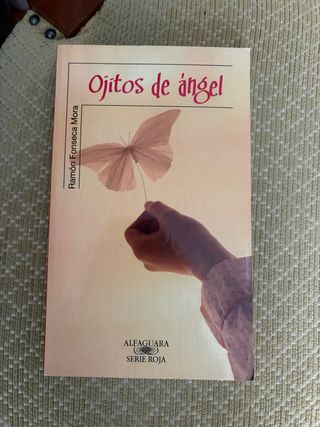 Ojitos de ángel
Ramón Fonseca Mora
ALFAGUARA
SERIE ROJA